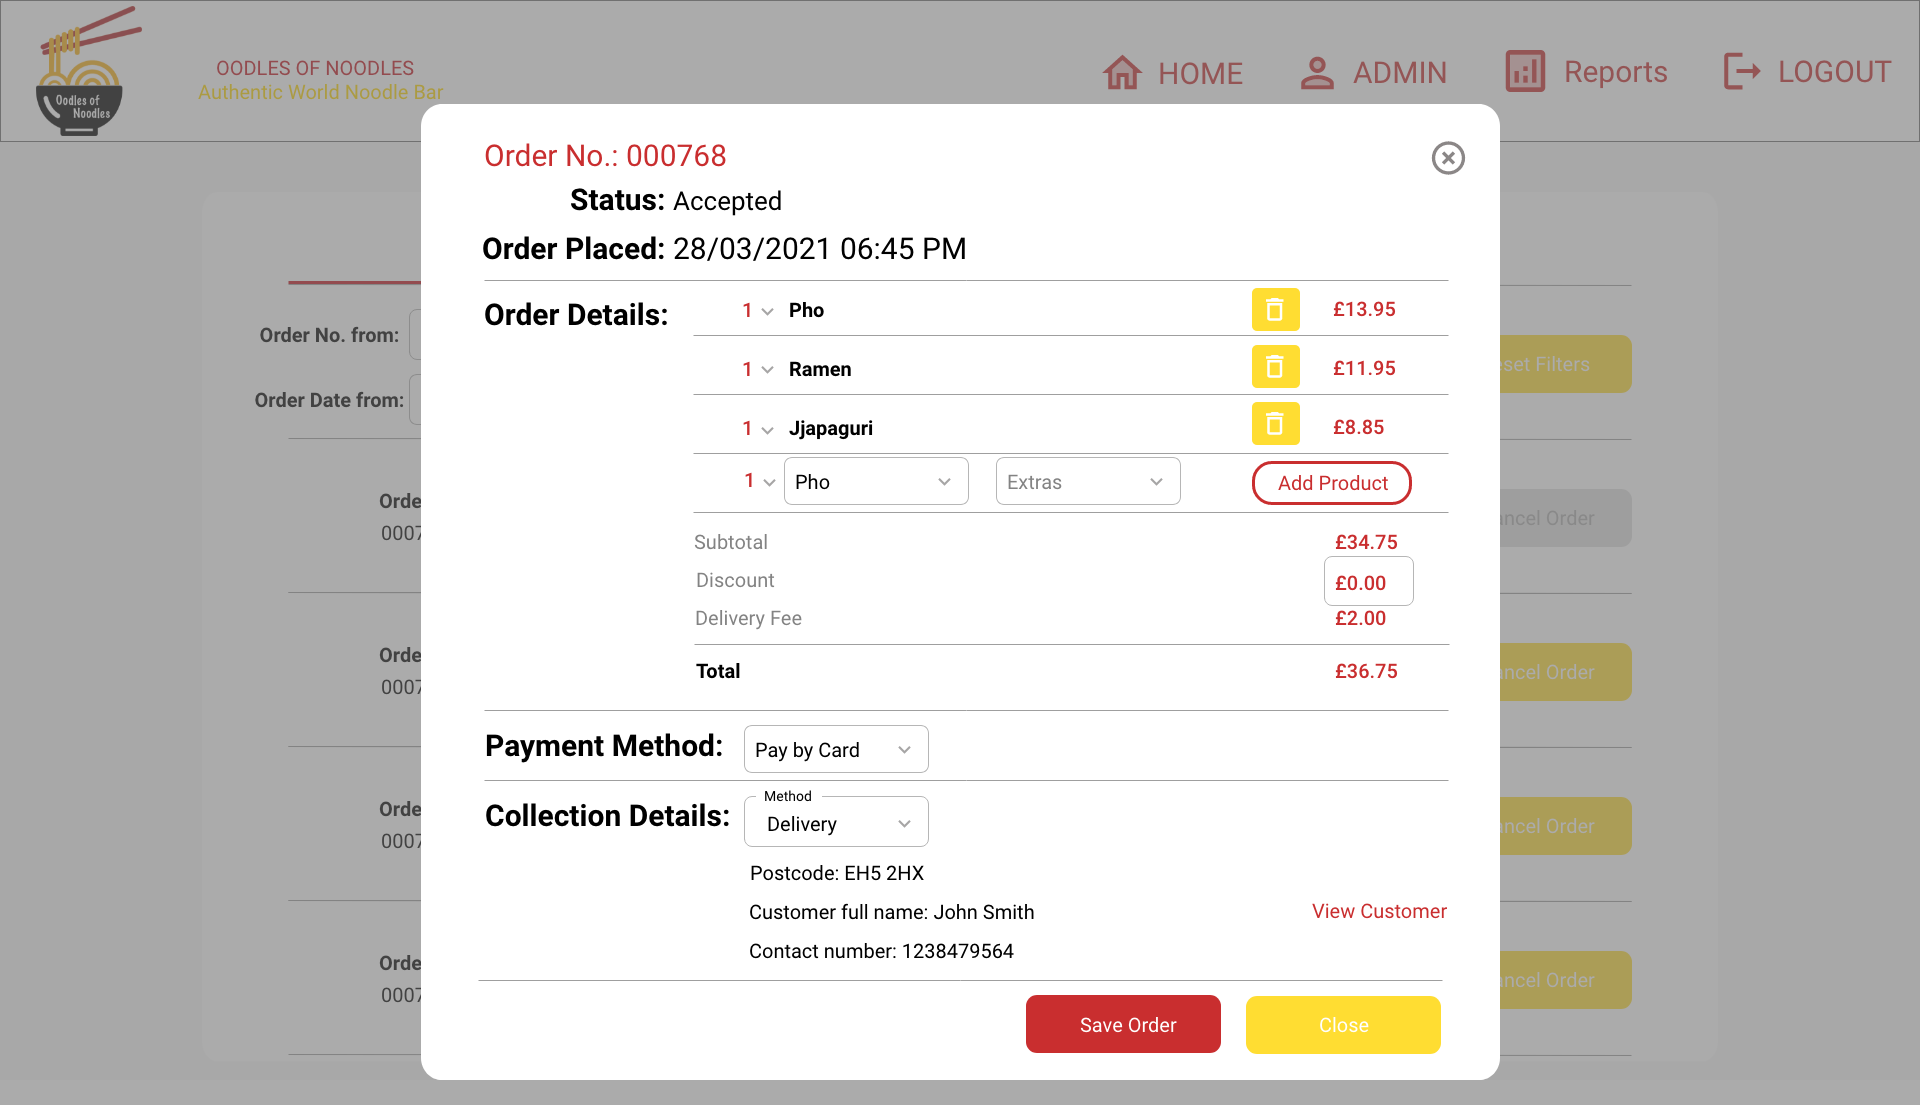 Oodles of
Noodles
OODLES OF NOODLES
Authentic World Noodle Bar
HOME
ADMIN
Reports
LOGOUT
Order No.: 000768
Status: Accepted
Order Placed: 28/03/2021 06:45 PM
Order No. from:
Order Date from:
Order Details:
1 Pho £13.95
1 Ramen £11.95
1 Jjapaguri £8.85
1 Pho Extras Add Product
Subtotal £34.75
Discount £0.00
Delivery Fee £2.00
Total £36.75
Payment Method: Pay by Card
Collection Details:
Method
Delivery
Postcode: EH5 2HX
Customer full name: John Smith
View Customer
Contact number: 1238479564
Save Order
Close
set Filters
Orde
0007
ncel Order
Orde
0007
ncel Order
Orde
0007
ncel Order
Orde
0007
ncel Order